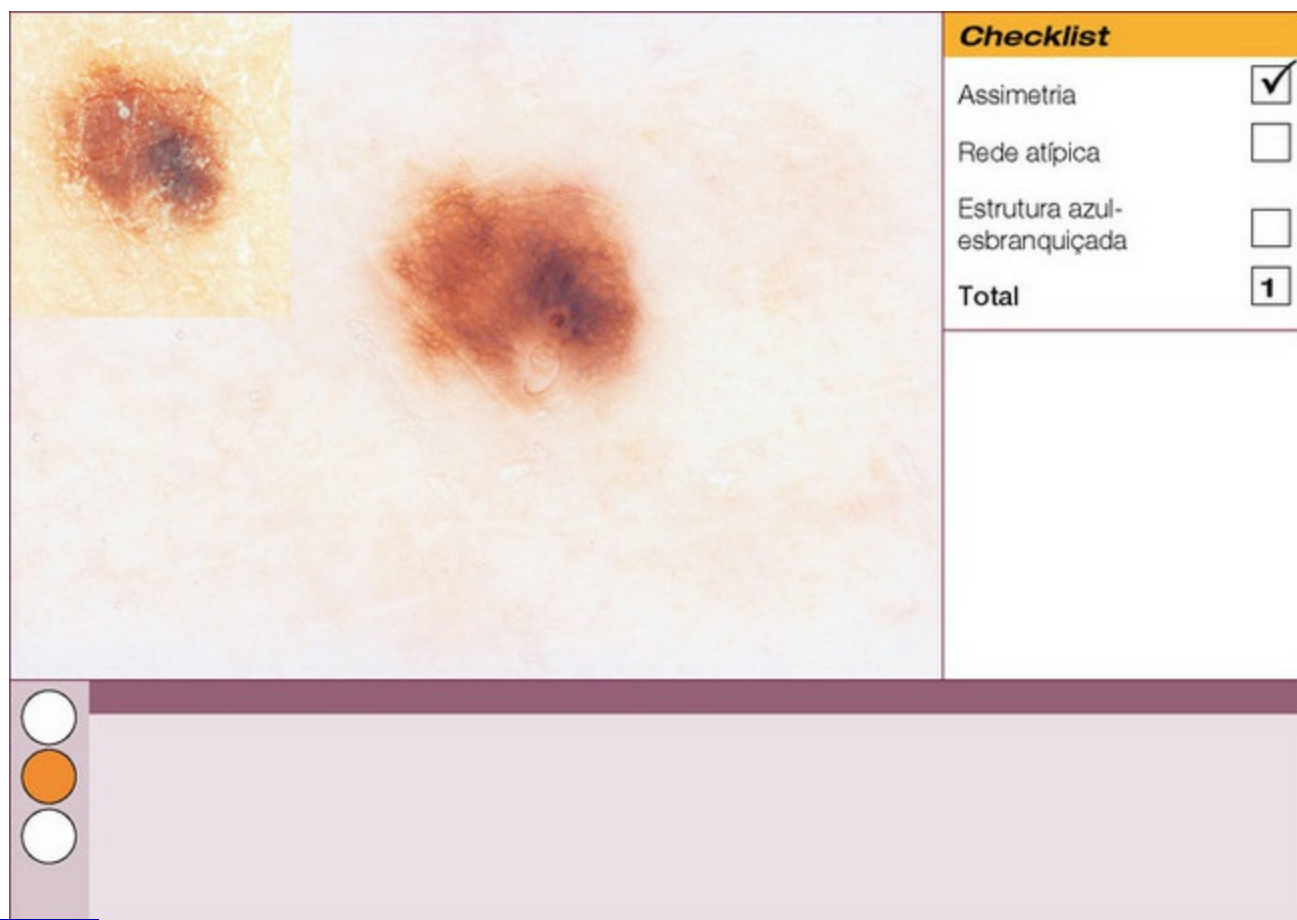 Checklist
Assimetria
Rede atípica
Estrutura azul-
esbranquiçada
Total 1